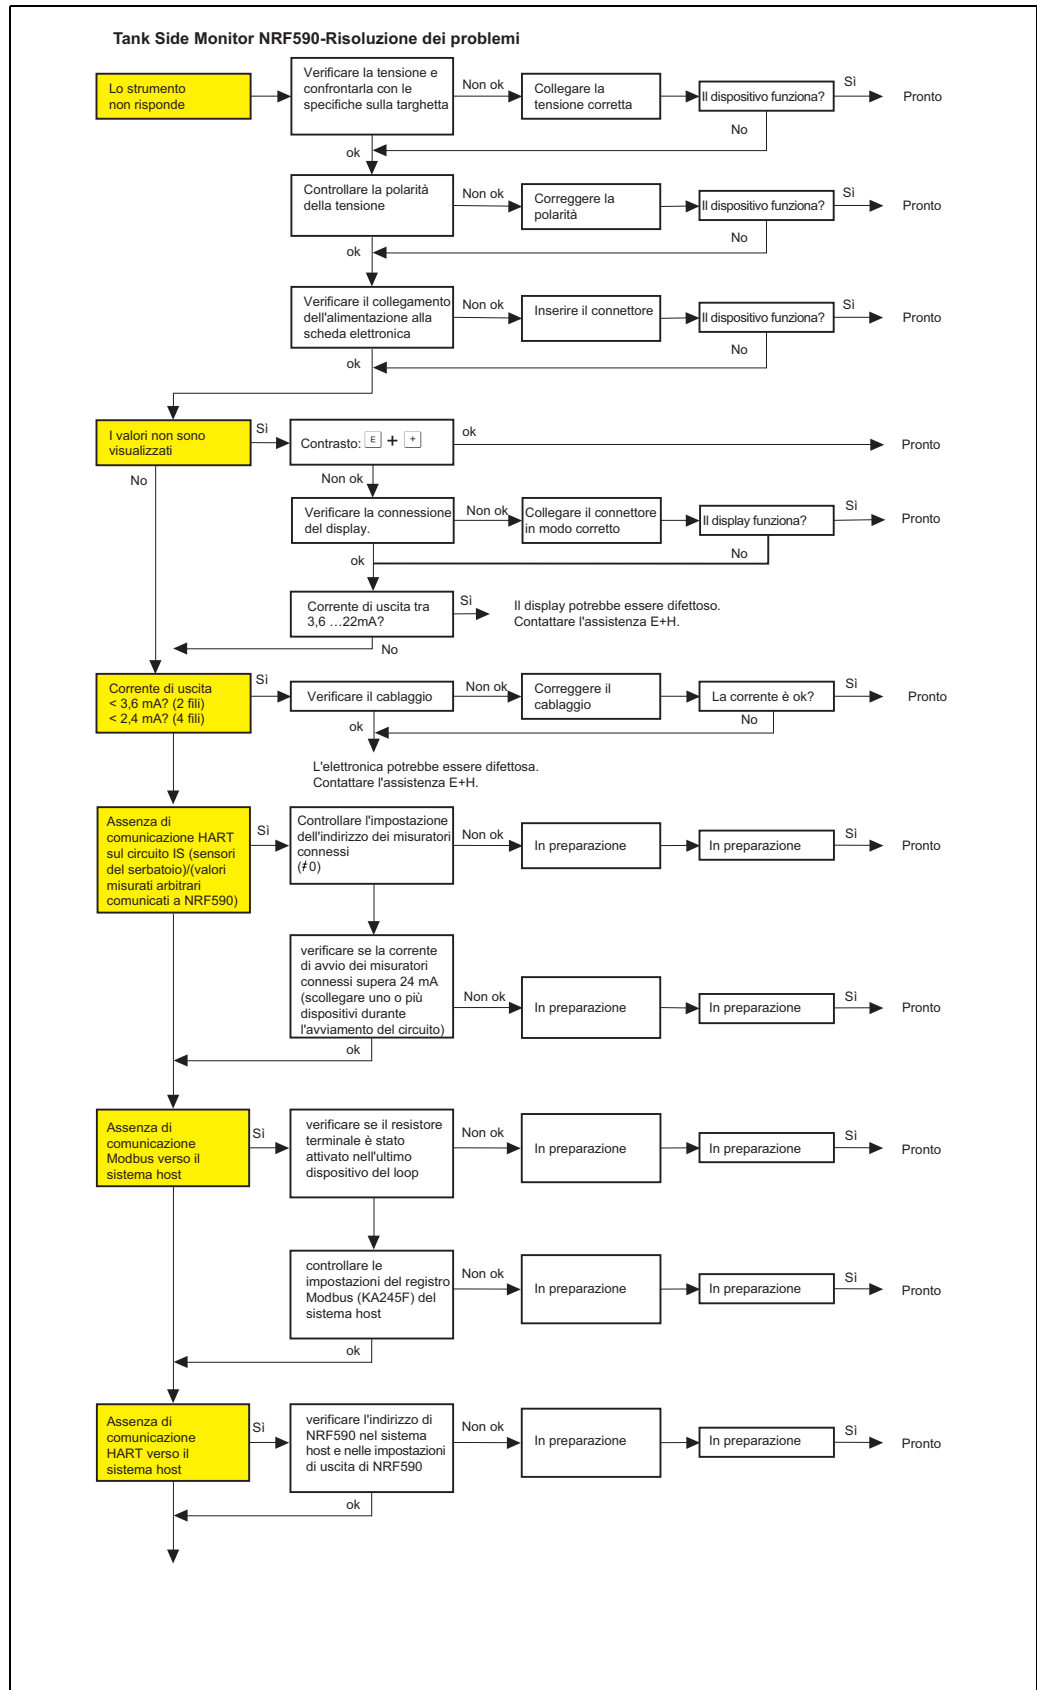 Tank Side Monitor NRF590-Risoluzione dei problemi
Lo strumento
non risponde
Verificare la tensione e
confrontarla con le
specifiche sulla targhetta
Non ok
Collegare la
tensione corretta
Il dispositivo funziona?
Sì
Pronto
No
ok
Controllare la polarità
della tensione
Non ok
Correggere la
polarità
Il dispositivo funziona?
Sì
Pronto
No
ok
Verificare il collegamento
dell'alimentazione alla
scheda elettronica
Non ok
Inserire il connettore
Il dispositivo funziona?
Sì
Pronto
No
ok
I valori non sono
visualizzati
Sì
Contrasto: E + +
ok
Pronto
No
Non ok
Verificare la connessione
del display.
Non ok
Collegare il connettore
in modo corretto
Il display funziona?
Sì
Pronto
No
ok
Corrente di uscita tra
3,6 ...22mA?
Sì
Il display potrebbe essere difettoso.
Contattare l'assistenza E+H.
No
Corrente di uscita
< 3,6 mA? (2 fili)
< 2,4 mA? (4 fili)
Sì
Verificare il cablaggio
Non ok
Correggere il
cablaggio
La corrente è ok?
Sì
Pronto
No
ok
L'elettronica potrebbe essere difettosa.
Contattare l'assistenza E+H.
Assenza di
comunicazione HART
sul circuito IS (sensori
del serbatoio)/(valori
misurati arbitrari
comunicati a NRF590)
Sì
Controllare l'impostazione
dell'indirizzo dei misuratori
connessi
(≠0)
Non ok
In preparazione
In preparazione
Sì
Pronto
verificare se la corrente
di avvio dei misuratori
connessi supera 24 mA
(scollegare uno o più
dispositivi durante
l'avviamento del circuito)
Non ok
In preparazione
In preparazione
Sì
Pronto
ok
Assenza di
comunicazione
Modbus verso il
sistema host
Sì
verificare se il resistore
terminale è stato
attivato nell'ultimo
dispositivo del loop
Non ok
In preparazione
In preparazione
Sì
Pronto
controllare le
impostazioni del registro
Modbus (KA245F) del
sistema host
Non ok
In preparazione
In preparazione
Sì
Pronto
ok
Assenza di
comunicazione
HART verso il
sistema host
Sì
verificare l'indirizzo di
NRF590 nel sistema
host e nelle impostazioni
di uscita di NRF590
Non ok
In preparazione
In preparazione
Sì
Pronto
ok